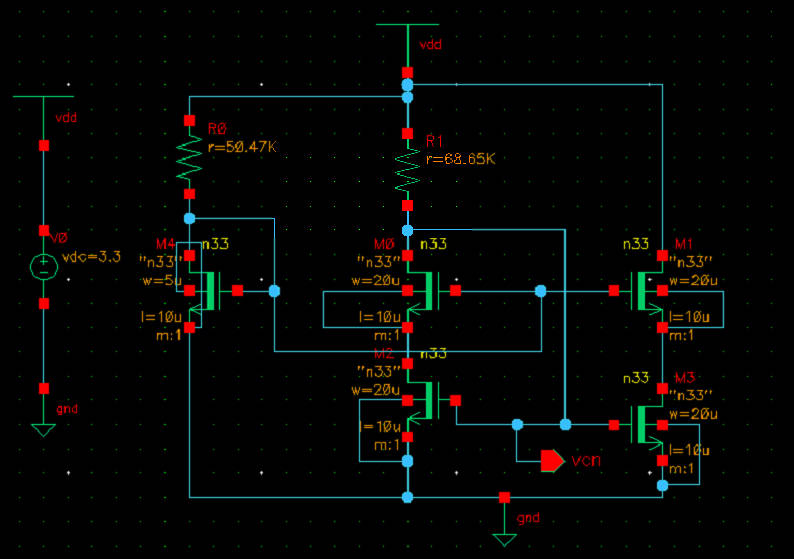 vdd
vdd
R0
r=50.47K
R1
r=68.65K
V0
vdc=3.3
gnd
M4
n33
"n33"
w=5u
l=10u
m:1
M0
n33
"n33"
w=20u
l=10u
m:1
n33
M1
"n33"
w=20u
l=10u
m:1
M2
n33
"n33"
w=20u
l=10u
m:1
n33
M3
"n33"
w=20u
l=10u
m:1
vcn
gnd